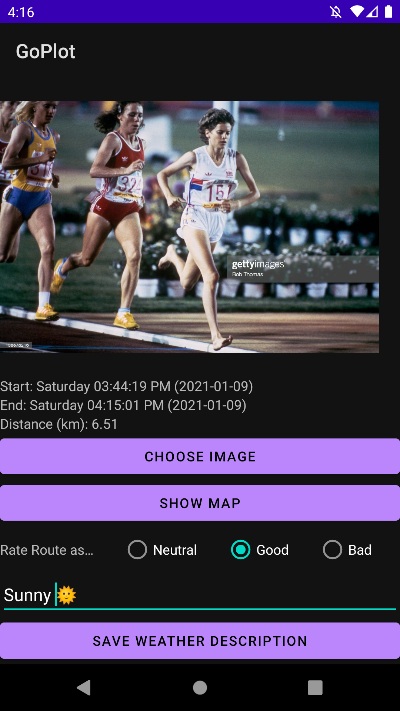 4:16
GoPlot
31
32
151
gettyimages
Bob Thomas
Start: Saturday 03:44:19 PM (2021-01-09)
End: Saturday 04:15:01 PM (2021-01-09)
Distance (km): 6.51
CHOOSE IMAGE
SHOW MAP
Rate Route as… Neutral Good Bad
Sunny 🌞
SAVE WEATHER DESCRIPTION